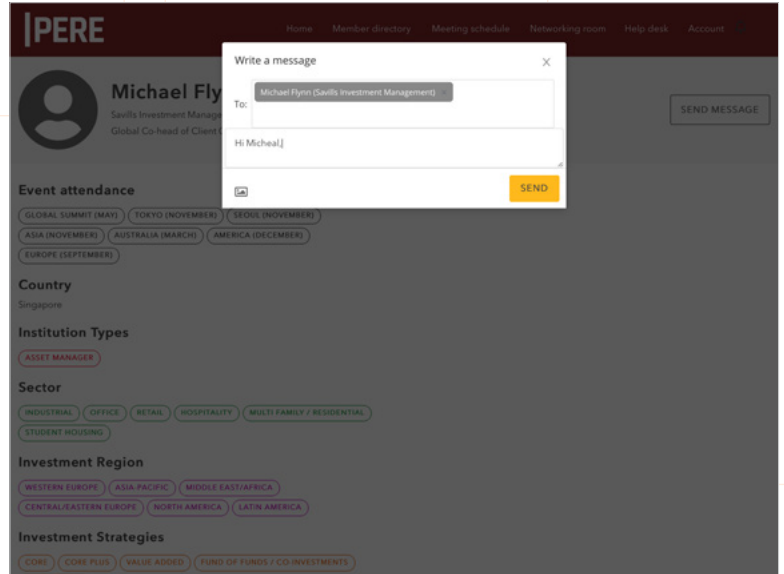 PERE
Home Member directory Meeting schedule Networking room Help desk Account
Write a message
Michael Fly
Savills Investment Manage
Global Co-head of Client
To: Michael Flynn (Savills Investment Management)
Hi Micheal,
SEND
SEND MESSAGE
Event attendance
GLOBAL SUMMIT (MAY) TOKYO (NOVEMBER) SEOUL (NOVEMBER)
ASIA (NOVEMBER) AUSTRALIA (MARCH) AMERICA (DECEMBER)
EUROPE (SEPTEMBER)
Country
Singapore
Institution Types
ASSET MANAGER
Sector
INDUSTRIAL OFFICE RETAIL HOSPITALITY MULTI FAMILY / RESIDENTIAL
STUDENT HOUSING
Investment Region
WESTERN EUROPE ASIA-PACIFIC MIDDLE EAST/AFRICA
CENTRAL/EASTERN EUROPE NORTH AMERICA LATIN AMERICA
Investment Strategies
CORE CORE PLUS VALUE ADDED FUND OF FUNDS / CO-INVESTMENTS